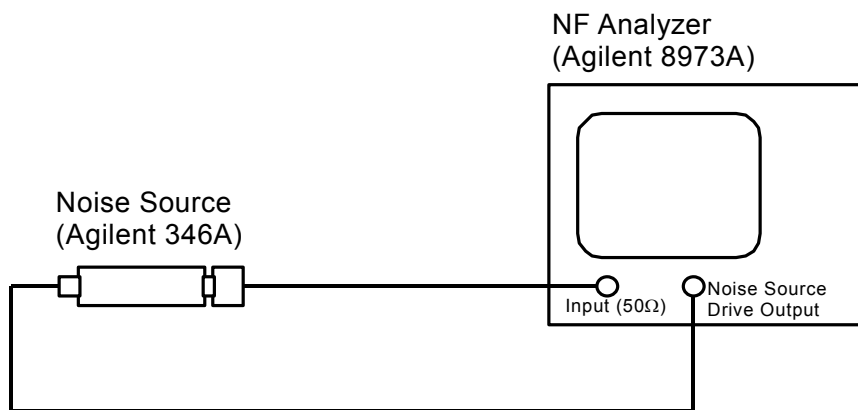 NF Analyzer
(Agilent 8973A)
Noise Source
(Agilent 346A)
Input (50Ω)
Noise Source
Drive Output